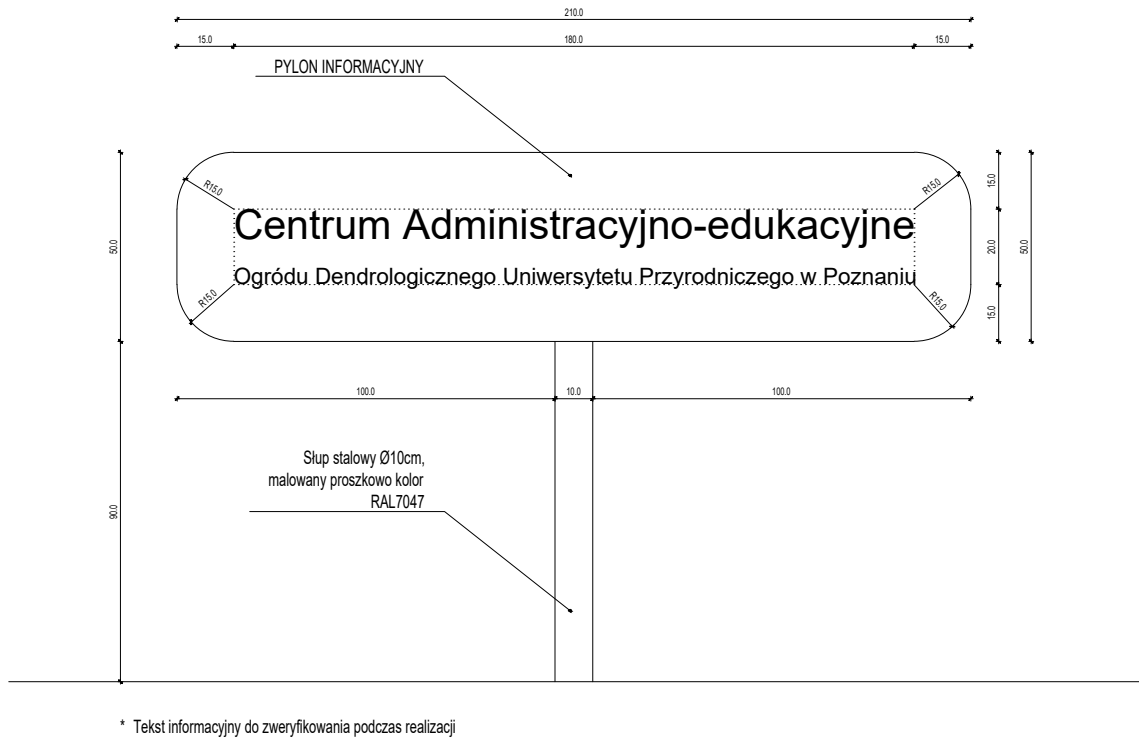 210.0
15.0 180.0 15.0
PYLON INFORMACYJNY
R15.0 R15.0
15.0
Centrum Administracyjno-edukacyjne
50.0 20.0 50.0
Ogródu Dendrologicznego Uniwersytetu Przyrodniczego w Poznaniu
R15.0 R15.0
15.0
100.0 10.0 100.0
Słup stalowy Ø10cm,
malowany proszkowo kolor
RAL7047
90.0
* Tekst informacyjny do zweryfikowania podczas realizacji